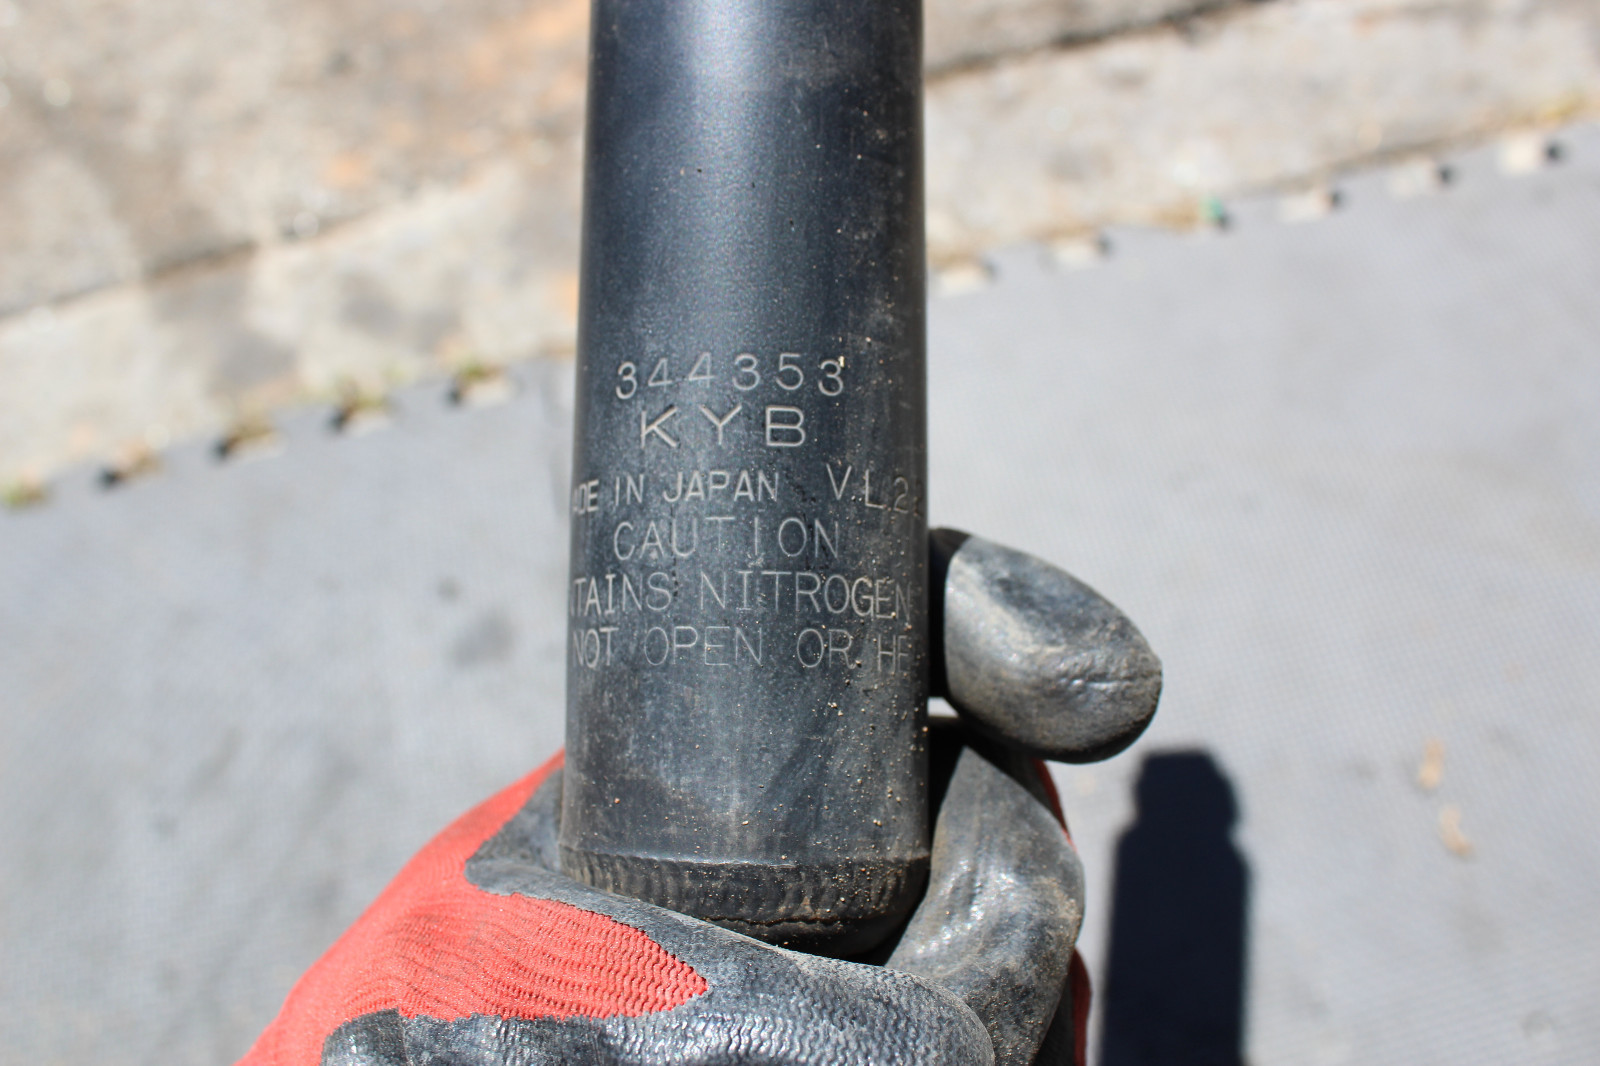 344353
KYB
ADE IN JAPAN V.L.2
CAUTION
TAINS NITROGEN
NOT OPEN OR HE